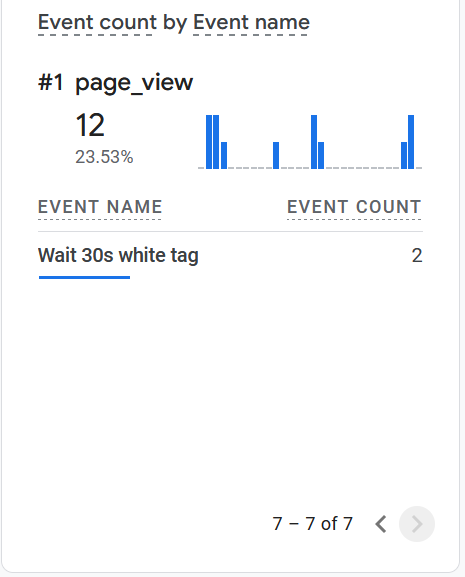 Event count by Event name
#1 page_view
12
23.53%
EVENT NAME EVENT COUNT
Wait 30s white tag 2
7 – 7 of 7